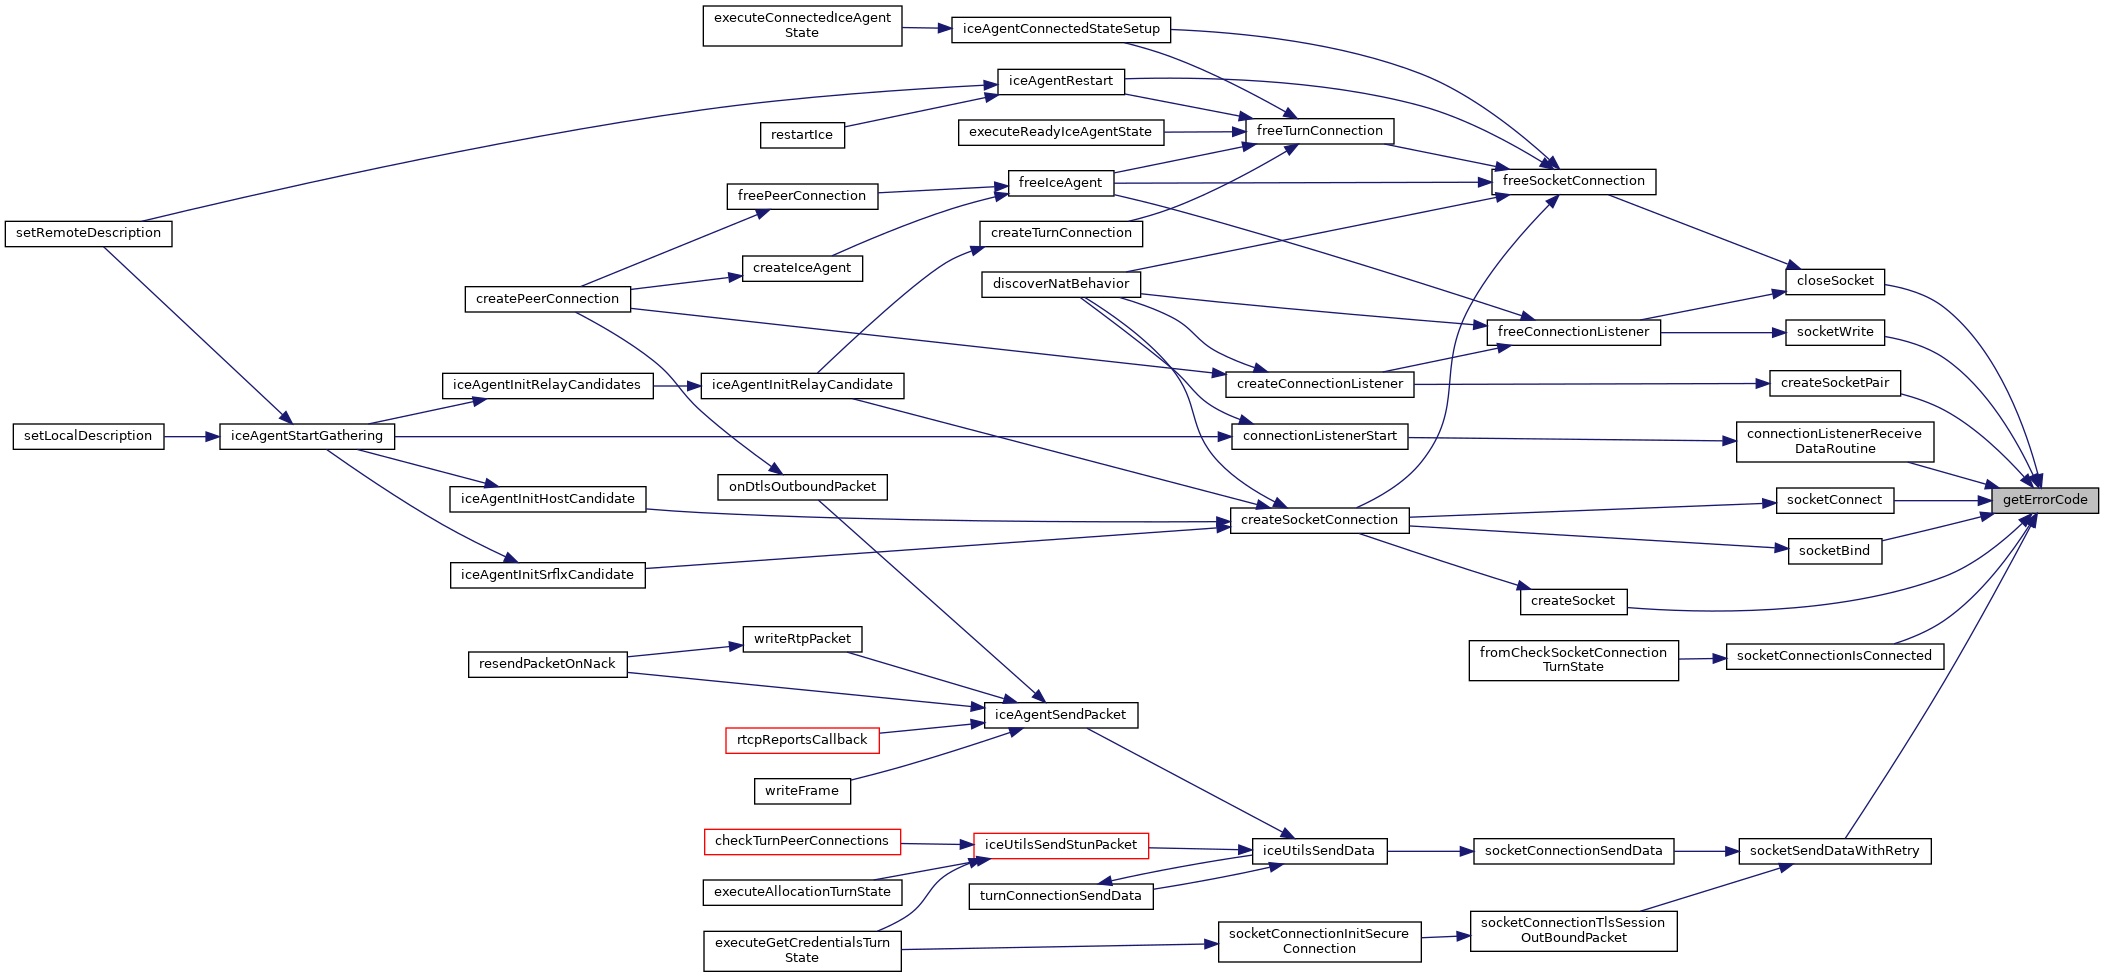 executeConnectedIceAgent
State
iceAgentConnectedStateSetup
iceAgentRestart
restartIce
executeReadyIceAgentState
freeTurnConnection
freeIceAgent
freeSocketConnection
freePeerConnection
setRemoteDescription
createTurnConnection
createIceAgent
discoverNatBehavior
closeSocket
createPeerConnection
freeConnectionListener
socketWrite
iceAgentInitRelayCandidates
iceAgentInitRelayCandidate
createConnectionListener
createSocketPair
setLocalDescription
iceAgentStartGathering
connectionListenerStart
connectionListenerReceive
DataRoutine
onDtlsOutboundPacket
iceAgentInitHostCandidate
socketConnect
getErrorCode
createSocketConnection
socketBind
iceAgentInitSrflxCandidate
createSocket
writeRtpPacket
resendPacketOnNack
fromCheckSocketConnection
TurnState
socketConnectionIsConnected
iceAgentSendPacket
rtcpReportsCallback
writeFrame
checkTurnPeerConnections
iceUtilsSendStunPacket
iceUtilsSendData
socketConnectionSendData
socketSendDataWithRetry
executeAllocationTurnState
turnConnectionSendData
executeGetCredentialsTurn
State
socketConnectionInitSecure
Connection
socketConnectionTlsSession
OutBoundPacket